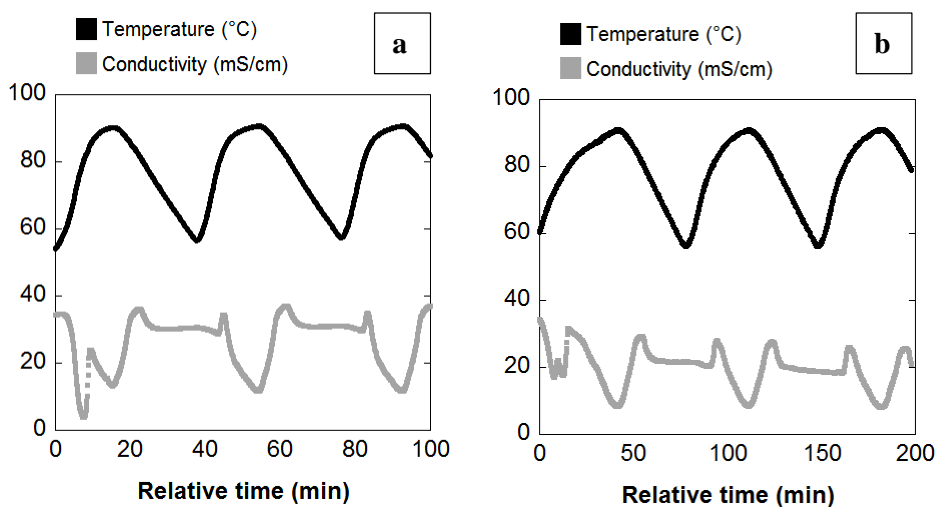 Temperature (°C)
Conductivity (mS/cm)
a
100
80
60
40
20
0
0 20 40 60 80 100
Relative time (min)
Temperature (°C)
Conductivity (mS/cm)
b
100
80
60
40
20
0
0 50 100 150 200
Relative time (min)